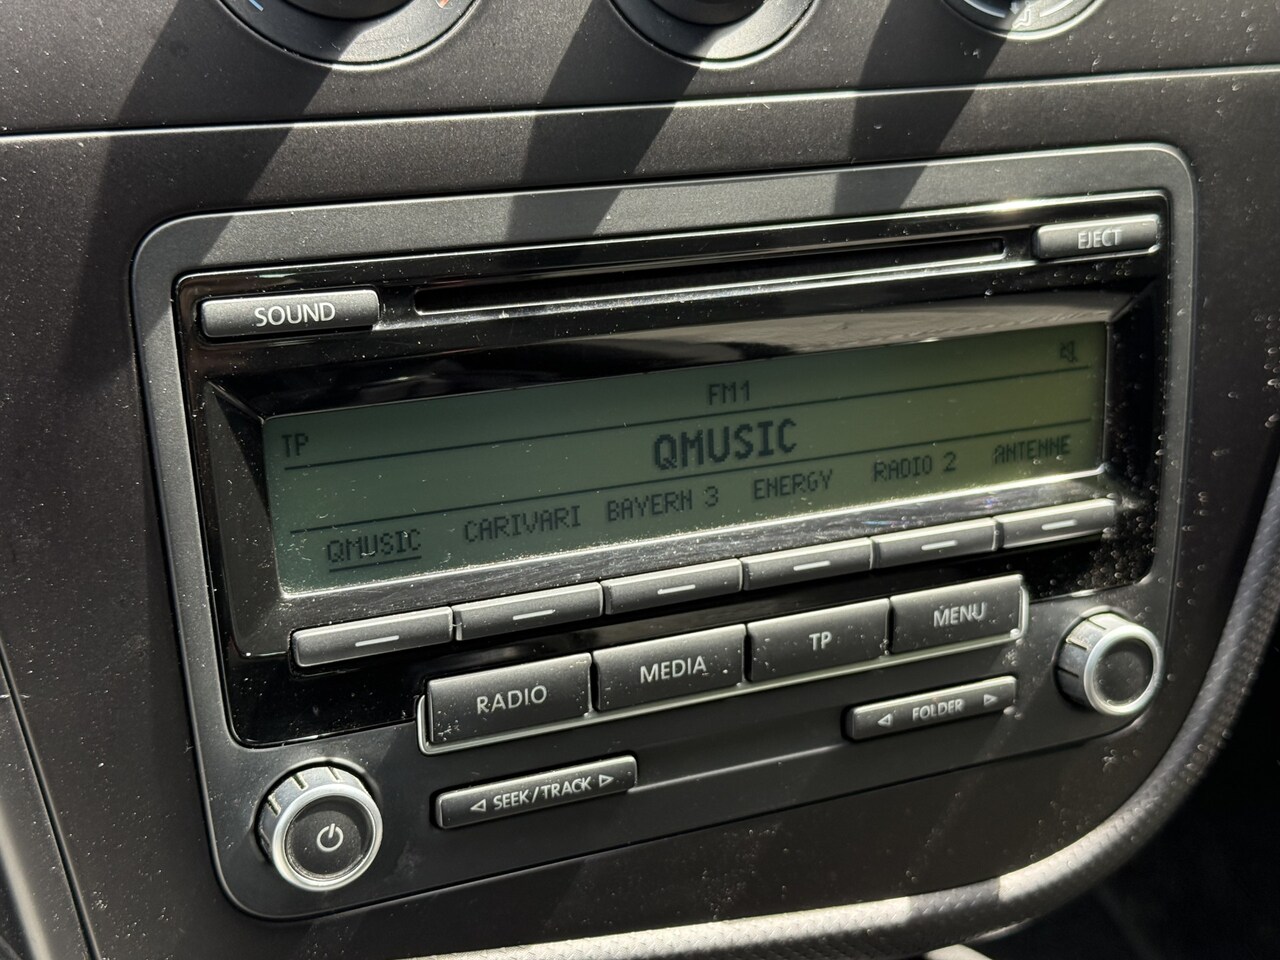 EJECT
SOUND
FM1
TP
QMUSIC
QMUSIC CARIVARI BAYERN 3 ENERGY RADIO 2 ANTENNE
RADIO MEDIA TP MENU
FOLDER
SEEK/TRACK